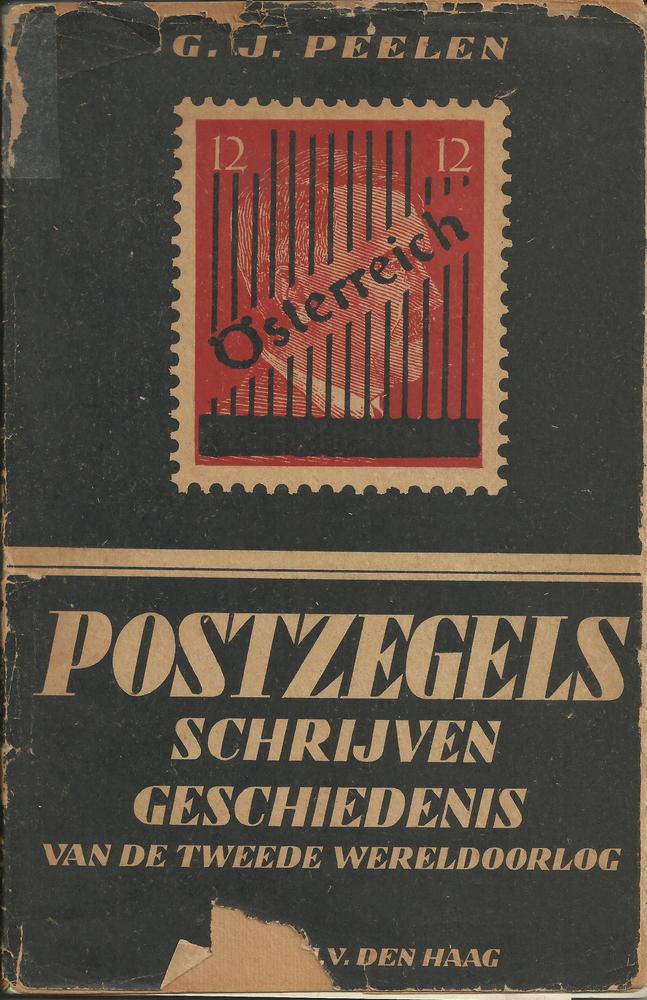 G. J. PEELEN
12 12
Österreich
POSTZEGELS
SCHRIJVEN
GESCHIEDENIS
VAN DE TWEEDE WERELDOORLOG
.V. DEN HAAG